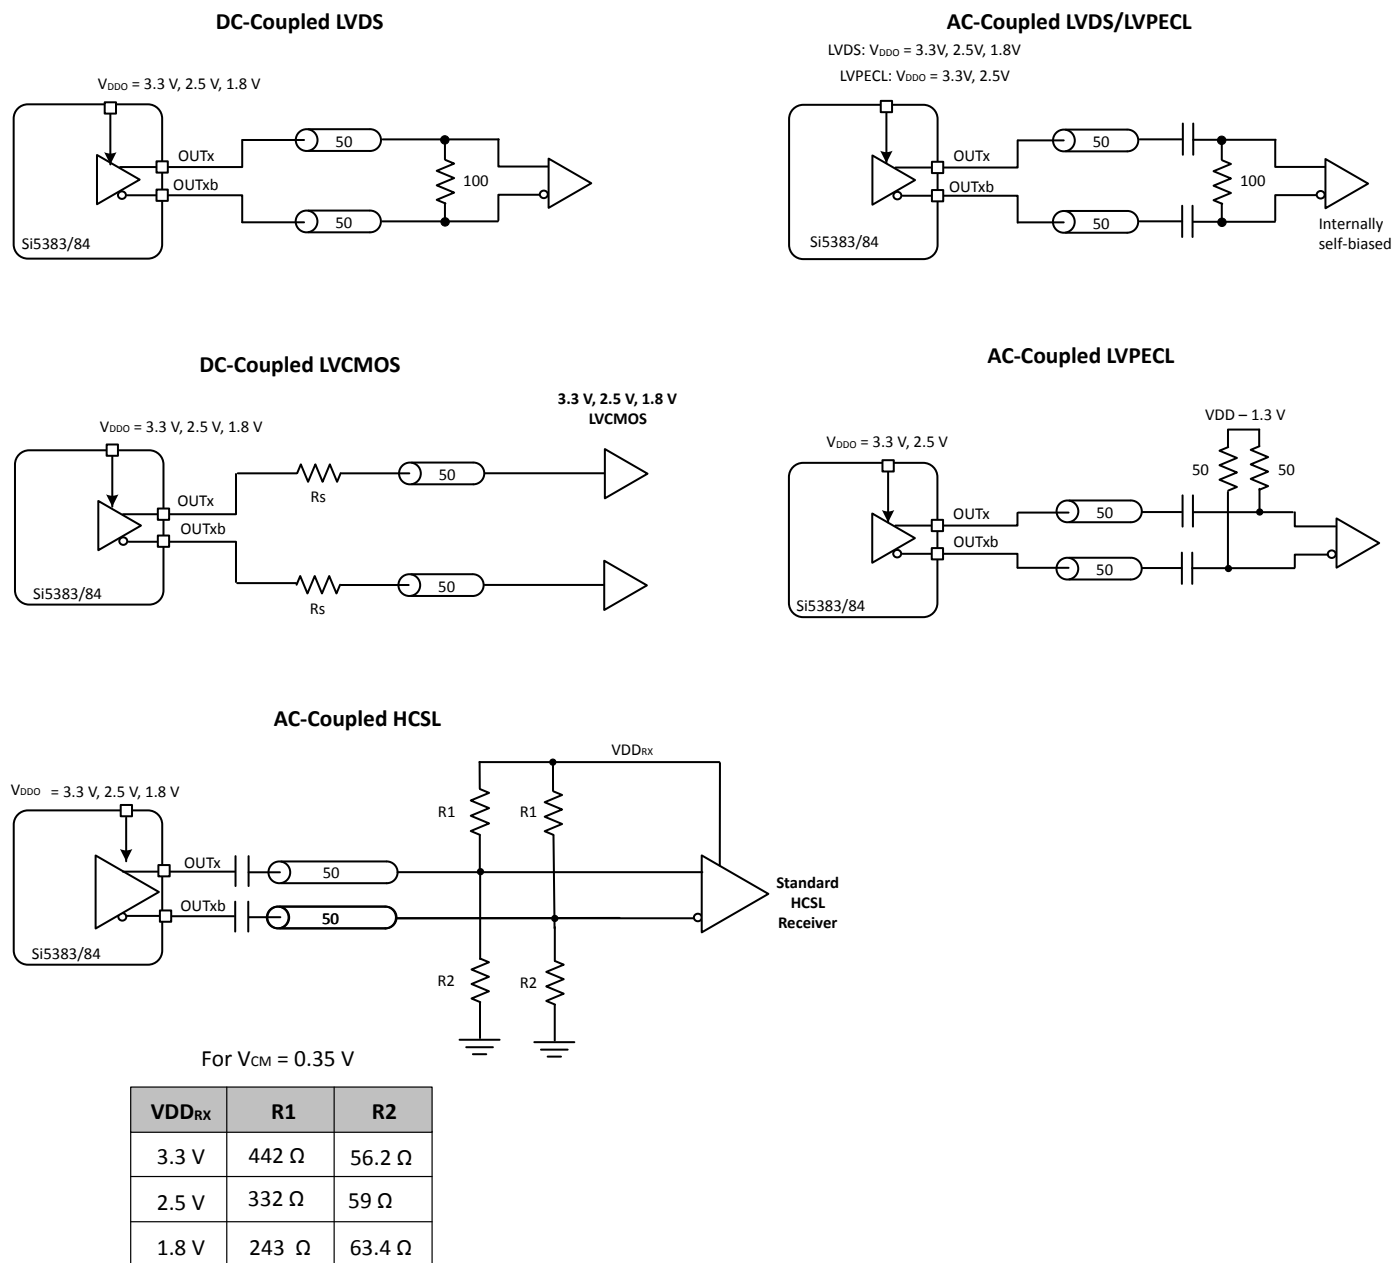 DC-Coupled LVDS
VDDO = 3.3 V, 2.5 V, 1.8 V
OUTx
OUTxb
50
50
100
Si5383/84
AC-Coupled LVDS/LVPECL
LVDS: VDDO = 3.3V, 2.5V, 1.8V
LVPECL: VDDO = 3.3V, 2.5V
OUTx
OUTxb
50
50
100
Si5383/84
Internally
self-biased
DC-Coupled LVCMOS
3.3 V, 2.5 V, 1.8 V
LVCMOS
VDDO = 3.3 V, 2.5 V, 1.8 V
OUTx
OUTxb
Rs
50
Rs
50
Si5383/84
AC-Coupled LVPECL
VDD – 1.3 V
VDDO = 3.3 V, 2.5 V
50
50
OUTx
OUTxb
50
50
Si5383/84
AC-Coupled HCSL
VDDRX
VDDO = 3.3 V, 2.5 V, 1.8 V
R1
R1
OUTx
50
OUTxb
50
Standard
HCSL
Receiver
Si5383/84
R2
R2
For VCM = 0.35 V
VDDRX R1 R2
3.3 V 442 Ω 56.2 Ω
2.5 V 332 Ω 59 Ω
1.8 V 243 Ω 63.4 Ω